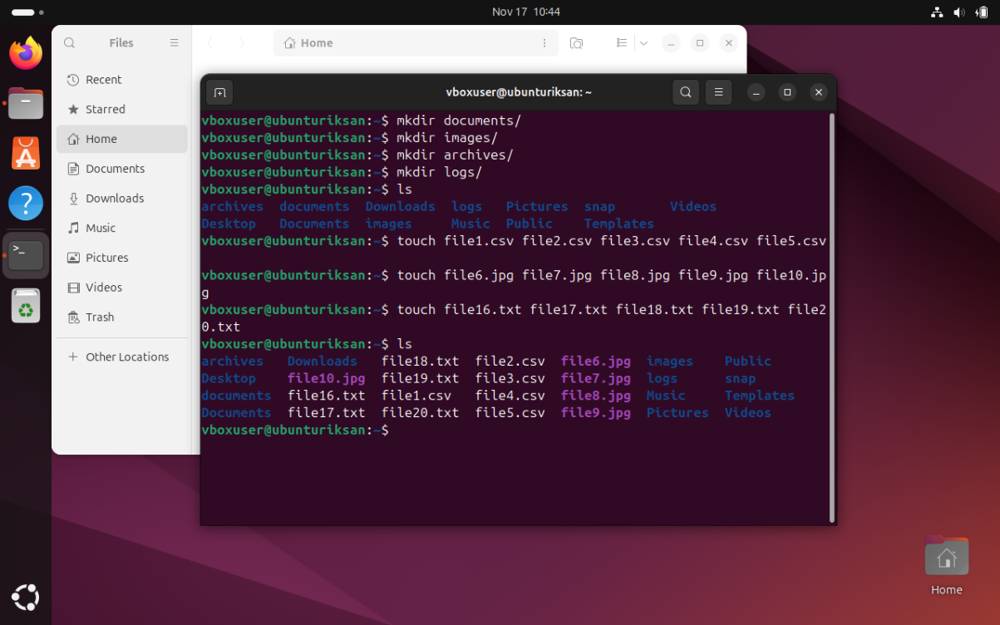 Nov 17 10:44
Files
Home
Recent
Starred
Home
Documents
Downloads
Music
Pictures
Videos
Trash
+ Other Locations
vboxuser@ubunturiksan: ~
vboxuser@ubunturiksan:~$ mkdir documents/
vboxuser@ubunturiksan:~$ mkdir images/
vboxuser@ubunturiksan:~$ mkdir archives/
vboxuser@ubunturiksan:~$ mkdir logs/
vboxuser@ubunturiksan:~$ ls
archives documents Downloads logs Pictures snap Videos
Desktop Documents images Music Public Templates
vboxuser@ubunturiksan:~$ touch file1.csv file2.csv file3.csv file4.csv file5.csv
vboxuser@ubunturiksan:~$ touch file6.jpg file7.jpg file8.jpg file9.jpg file10.jp
g
vboxuser@ubunturiksan:~$ touch file16.txt file17.txt file18.txt file19.txt file2
0.txt
vboxuser@ubunturiksan:~$ ls
archives Downloads file18.txt file2.csv file6.jpg images Public
Desktop file10.jpg file19.txt file3.csv file7.jpg logs snap
documents file16.txt file1.csv file4.csv file8.jpg Music Templates
Documents file17.txt file20.txt file5.csv file9.jpg Pictures Videos
vboxuser@ubunturiksan:~$
Home